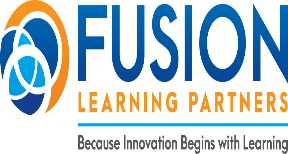 FUSION
LEARNING PARTNERS
Because Innovation Begins with Learning